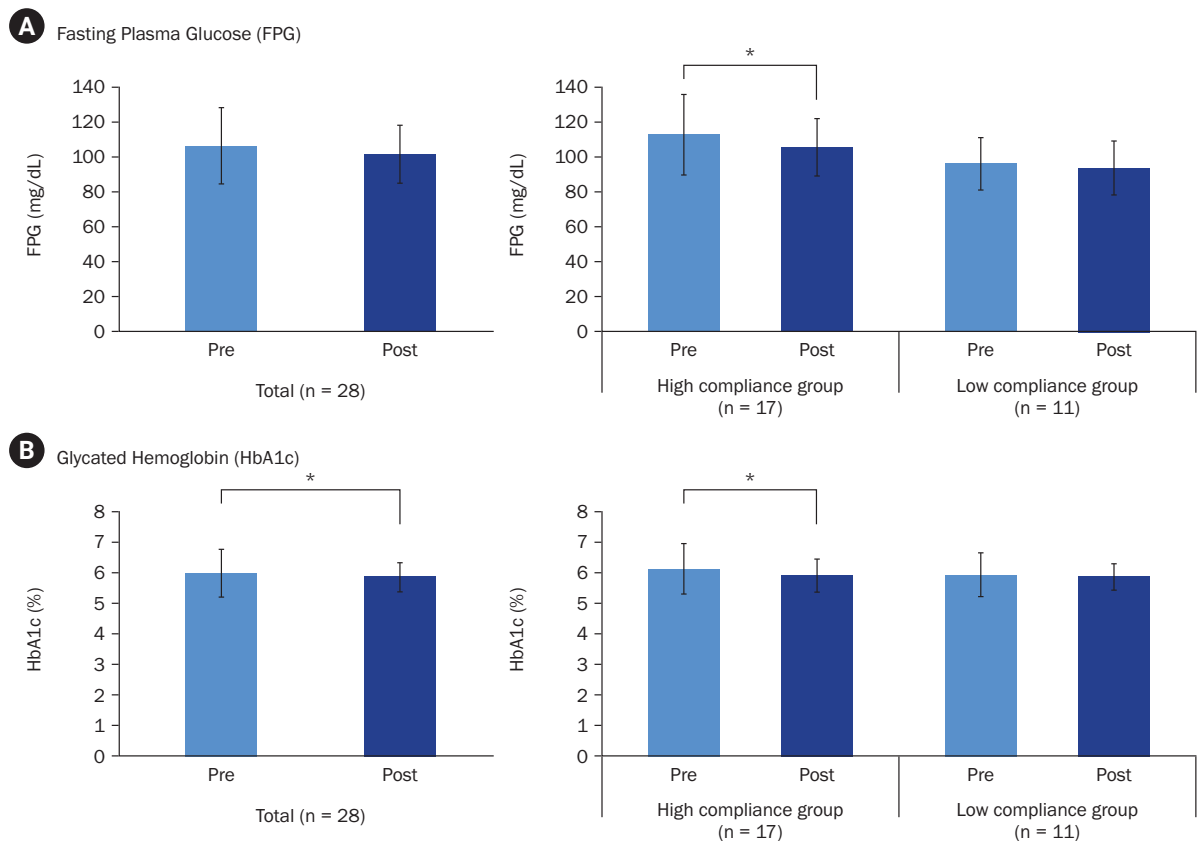 A Fasting Plasma Glucose (FPG)
FPG (mg/dL)
140
120
100
80
60
40
20
0
Pre Post
Total (n = 28)
*
FPG (mg/dL)
140
120
100
80
60
40
20
0
Pre Post Pre Post
High compliance group Low compliance group
(n = 17) (n = 11)
B Glycated Hemoglobin (HbA1c)
*
HbA1c (%)
8
7
6
5
4
3
2
1
0
Pre Post
Total (n = 28)
*
HbA1c (%)
8
7
6
5
4
3
2
1
0
Pre Post Pre Post
High compliance group Low compliance group
(n = 17) (n = 11)